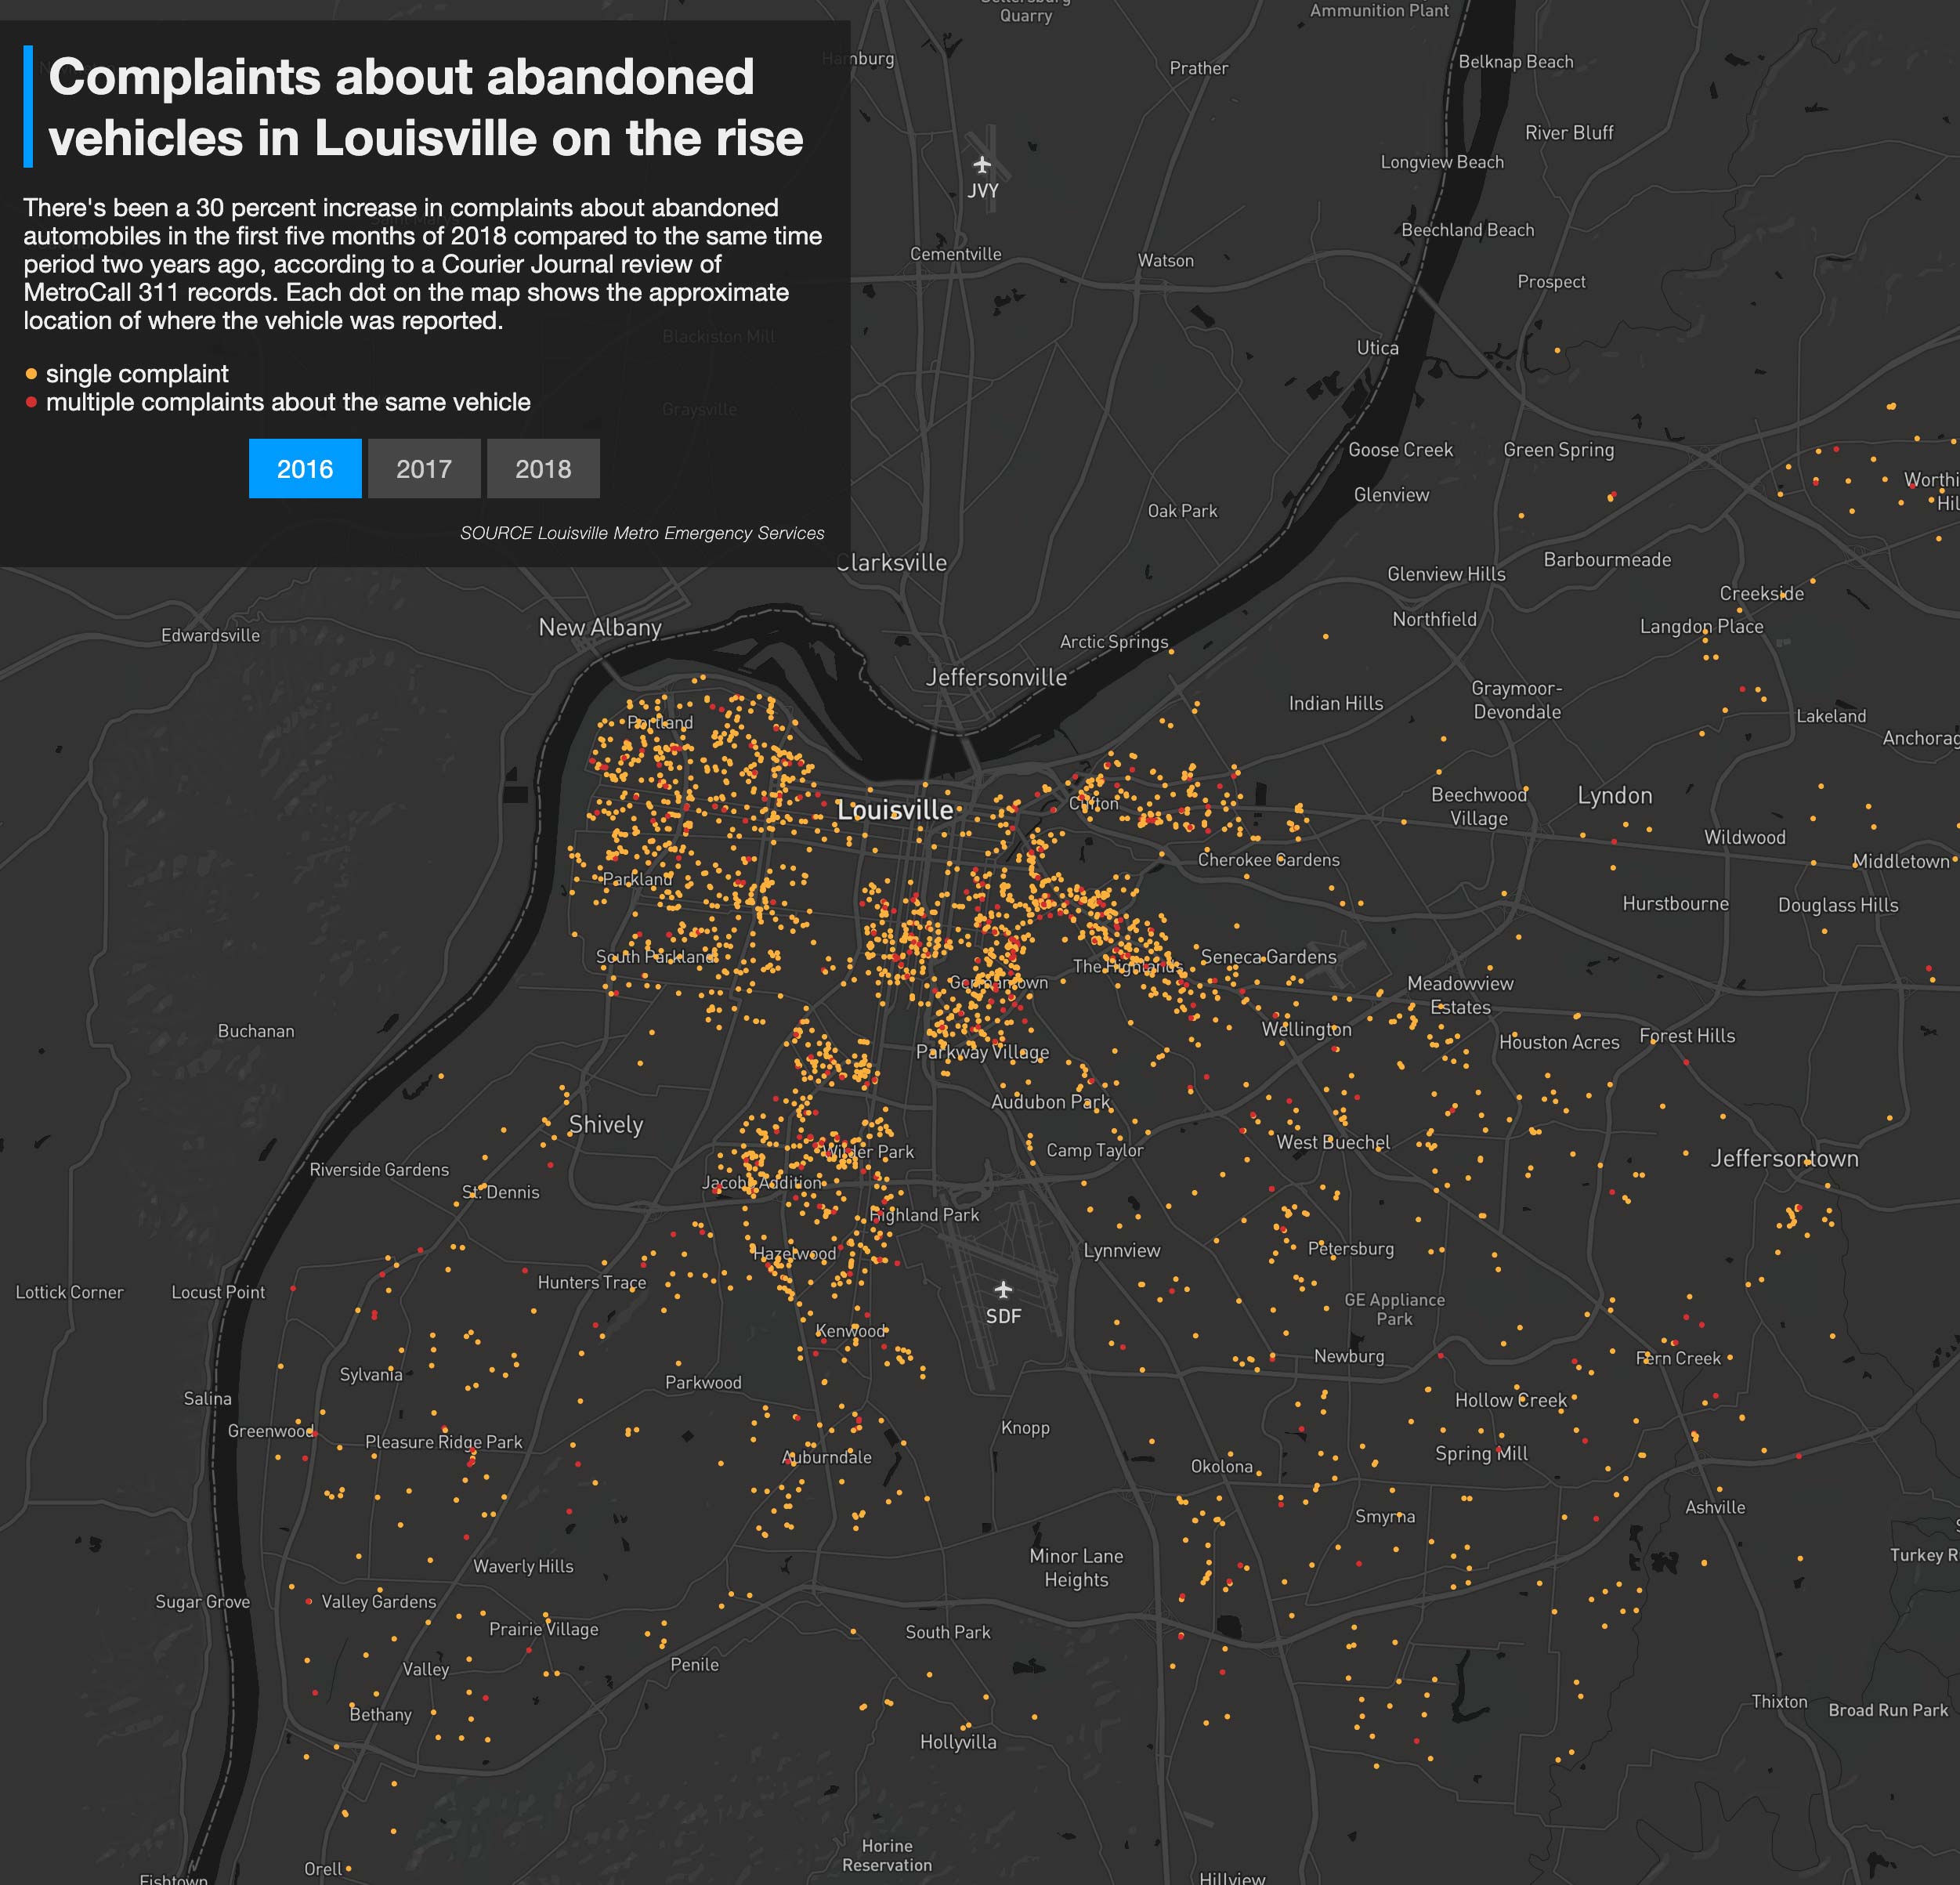 Complaints about abandoned
vehicles in Louisville on the rise
There's been a 30 percent increase in complaints about abandoned
automobiles in the first five months of 2018 compared to the same time
period two years ago, according to a Courier Journal review of
MetroCall 311 records. Each dot on the map shows the approximate
location of where the vehicle was reported.
single complaint
multiple complaints about the same vehicle
2016 2017 2018
SOURCE Louisville Metro Emergency Services
Quarry
Ammunition Plant
Hamburg
Prather
Belknap Beach
River Bluff
Longview Beach
JVY
Beechland Beach
Cementville
Watson
Prospect
Blackiston Mill
Utica
Graysville
Goose Creek
Green Spring
Worthi
Hil
Glenview
Oak Park
Clarksville
Barbourmeade
Glenview Hills
Creekside
Northfield
Langdon Place
New Albany
Edwardsville
Arctic Springs
Jeffersonville
Indian Hills
Graymoor-
Devondale
Lakeland
Portland
Anchorag
Louisville
Clifton
Beechwood
Village
Lyndon
Wildwood
Cherokee Gardens
Middletown
Parkland
Hurstbourne
Douglass Hills
South Parkland
The Highlands
Seneca Gardens
Germantown
Meadowview
Estates
Buchanan
Wellington
Houston Acres
Forest Hills
Parkway Village
Audubon Park
Shively
West Buechel
Wilder Park
Camp Taylor
Jeffersontown
Riverside Gardens
St. Dennis
Jacobs Addition
Highland Park
Lynnview
Petersburg
Hazelwood
Hunters Trace
Lottick Corner
Locust Point
SDF
GE Appliance
Park
Kenwood
Newburg
Fern Creek
Sylvania
Parkwood
Salina
Hollow Creek
Greenwood
Pleasure Ridge Park
Knopp
Auburndale
Okolona
Spring Mill
Ashville
Smyrna
Waverly Hills
Minor Lane
Heights
Turkey R
Sugar Grove
Valley Gardens
Prairie Village
South Park
Valley
Penile
Bethany
Thixton
Broad Run Park
Hollyvilla
Horine
Reservation
Orell
Fishtown
Hillview